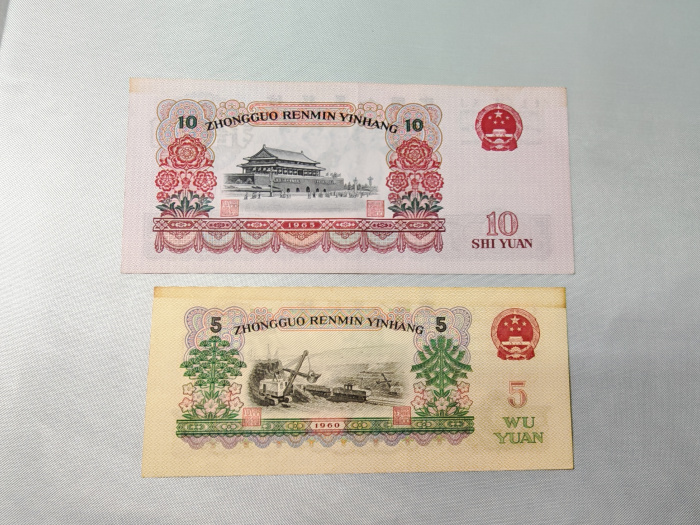 10 ZHONGGUO RENMIN YINHANG 10
1965
10
SHI YUAN
5 ZHONGGUO RENMIN YINHANG 5
1960
5
WU
YUAN